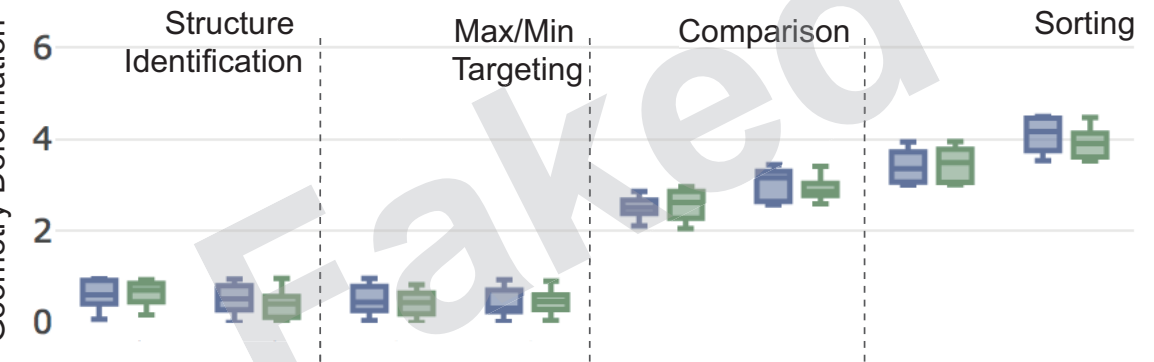 Structure
Identification
Max/Min
Targeting
Comparison
Sorting
6
4
2
0
Faked